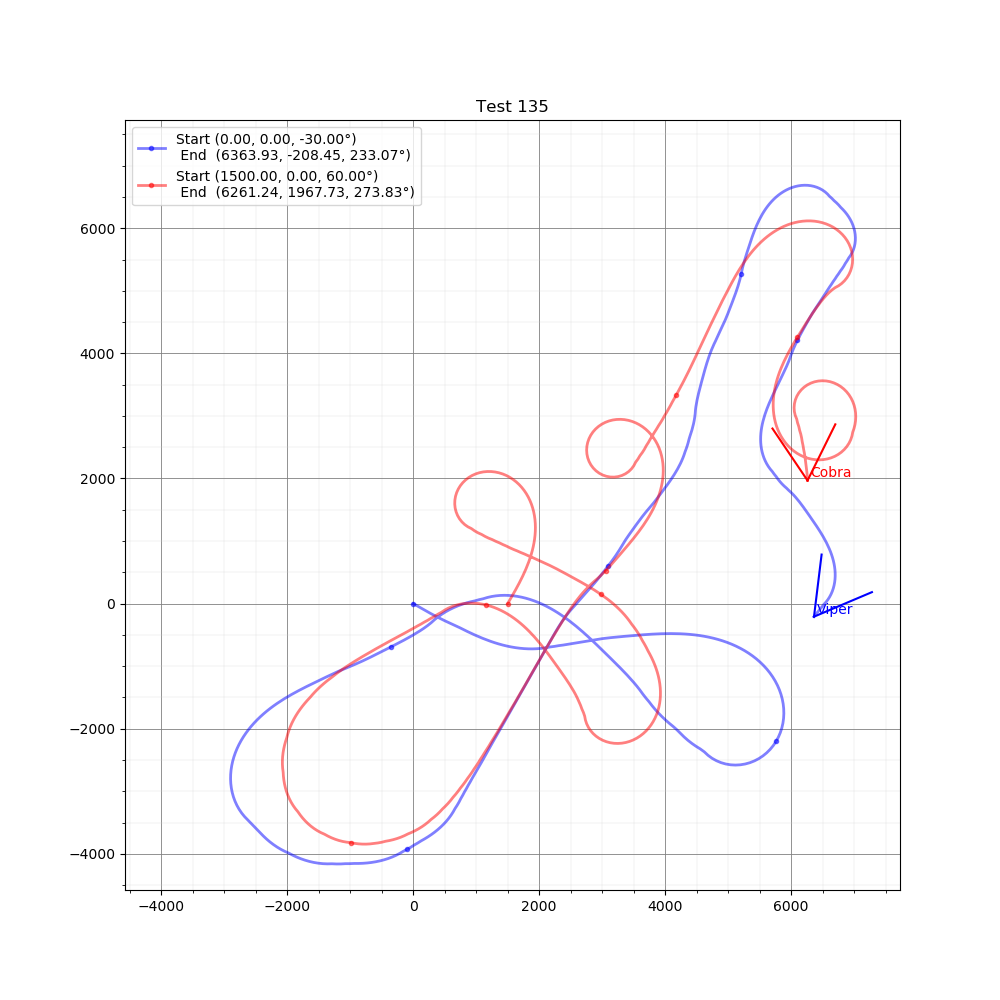 Test 135
Start (0.00, 0.00, -30.00°)
End (6363.93, -208.45, 233.07°)
Start (1500.00, 0.00, 60.00°)
End (6261.24, 1967.73, 273.83°)
6000
4000
2000
0
−2000
−4000
Cobra
Viper
−4000 −2000 0 2000 4000 6000